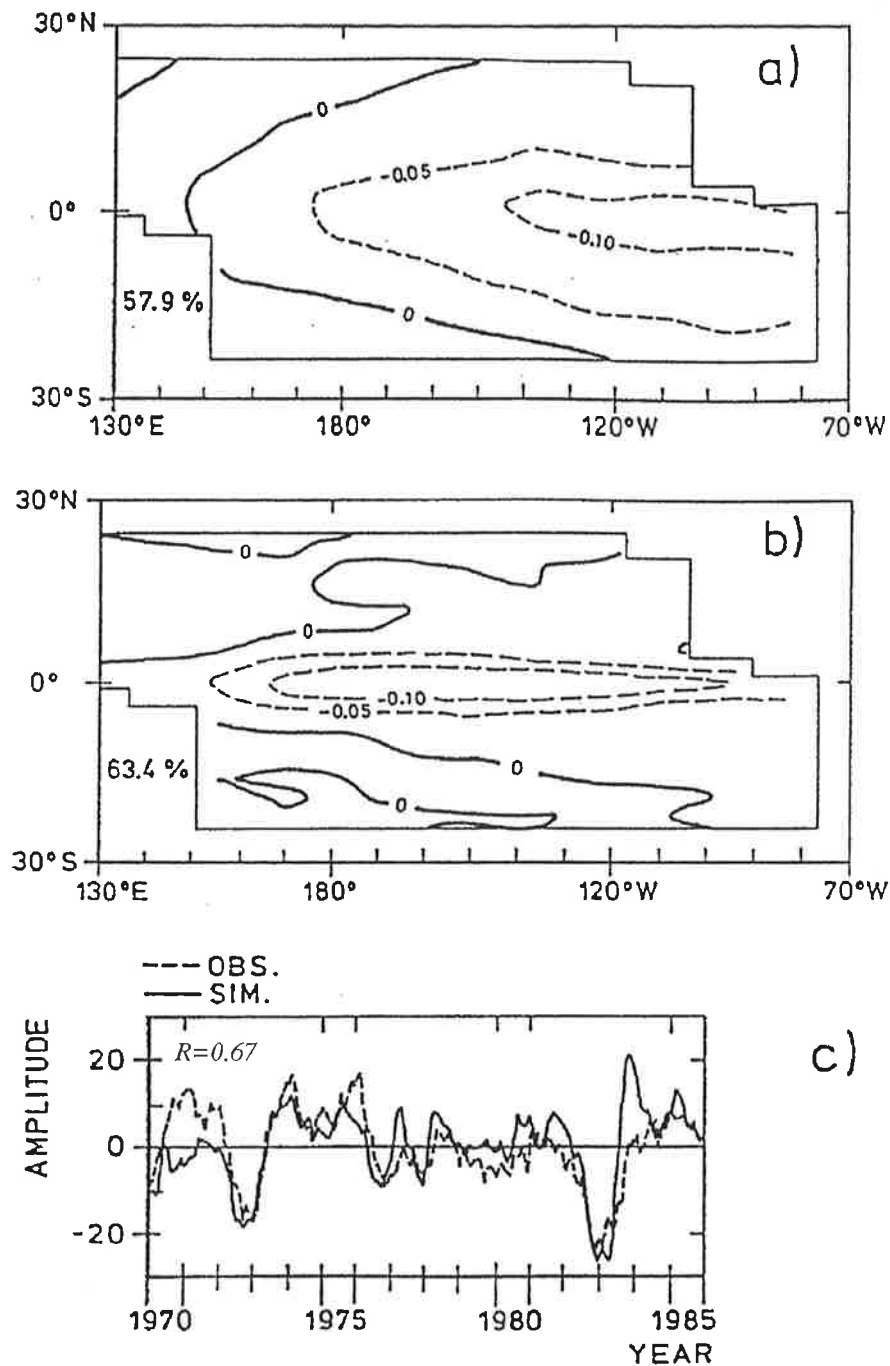 30°N
a)
0
-0.05
0°
-0.10
57.9 %
0
30°S
130°E 180° 120°W 70°W
30°N
b)
0
0
0°
-0.10
-0.05
63.4 %
0
0
30°S
130°E 180° 120°W 70°W
OBS.
SIM.
R=0.67
c)
AMPLITUDE
20
0
-20
1970 1975 1980 1985
YEAR